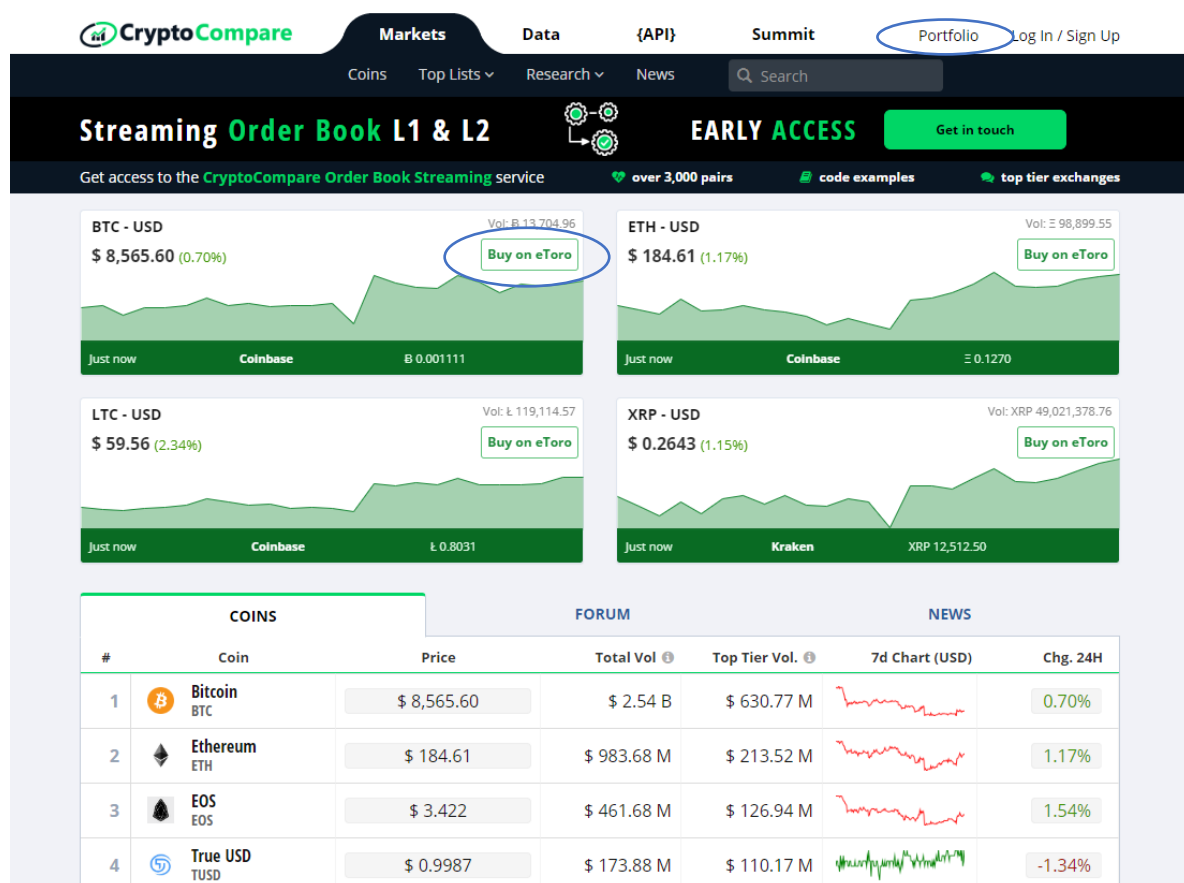 CryptoCompare
Markets Data {API} Summit Portfolio Log In / Sign Up
Coins Top Lists Research News Search
Streaming Order Book L1 & L2 EARLY ACCESS Get in touch
Get access to the CryptoCompare Order Book Streaming service over 3,000 pairs code examples top tier exchanges
BTC - USD Vol: Ƀ 13,704.96
$ 8,565.60 (0.70%) Buy on eToro
Just now Coinbase Ƀ 0.001111
ETH - USD Vol: Ξ 98,899.55
$ 184.61 (1.17%) Buy on eToro
Just now Coinbase Ξ 0.1270
LTC - USD Vol: Ł 119,114.57
$ 59.56 (2.34%) Buy on eToro
Just now Coinbase Ł 0.8031
XRP - USD Vol: XRP 49,021,378.76
$ 0.2643 (1.15%) Buy on eToro
Just now Kraken XRP 12,512.50
COINS FORUM NEWS
# Coin Price Total Vol Top Tier Vol. 7d Chart (USD) Chg. 24H
1 Bitcoin BTC $ 8,565.60 $ 2.54 B $ 630.77 M 0.70%
2 Ethereum ETH $ 184.61 $ 983.68 M $ 213.52 M 1.17%
3 EOS EOS $ 3.422 $ 461.68 M $ 126.94 M 1.54%
4 True USD TUSD $ 0.9987 $ 173.88 M $ 110.17 M -1.34%